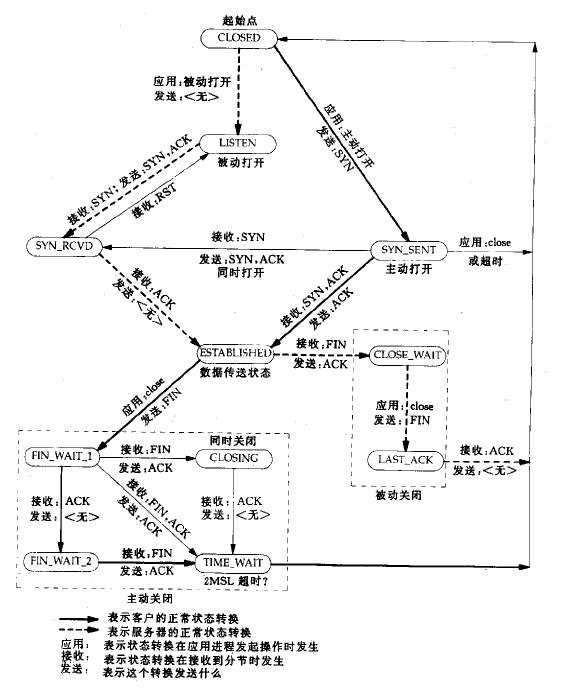 起始点
CLOSED
应用:被动打开
发送:<无>
应用:主动打开
发送:SYN
LISTEN
被动打开
接收:SYN; 发送:SYN,ACK
接收:RST
SYN_RCVD
接收:SYN
发送:SYN,ACK
同时打开
SYN_SENT
主动打开
应用:close
或超时
接收:ACK
发送:<无>
接收:SYN,ACK
发送:ACK
ESTABLISHED
数据传送状态
接收:FIN
发送:ACK
CLOSE_WAIT
应用:close
发送:FIN
应用:close
发送:FIN
LAST_ACK
接收:ACK
发送:<无>
被动关闭
FIN_WAIT_1
接收:FIN
发送:ACK
同时关闭
CLOSING
接收:ACK
发送:<无>
接收:FIN,ACK
发送:ACK
接收:ACK
发送:<无>
FIN_WAIT_2
接收:FIN
发送:ACK
TIME_WAIT
2MSL 超时?
主动关闭
表示客户的正常状态转换
表示服务器的正常状态转换
应用: 表示状态转换在应用进程发起操作时发生
接收: 表示状态转换在接收到分节时发生
发送: 表示这个转换发送什么